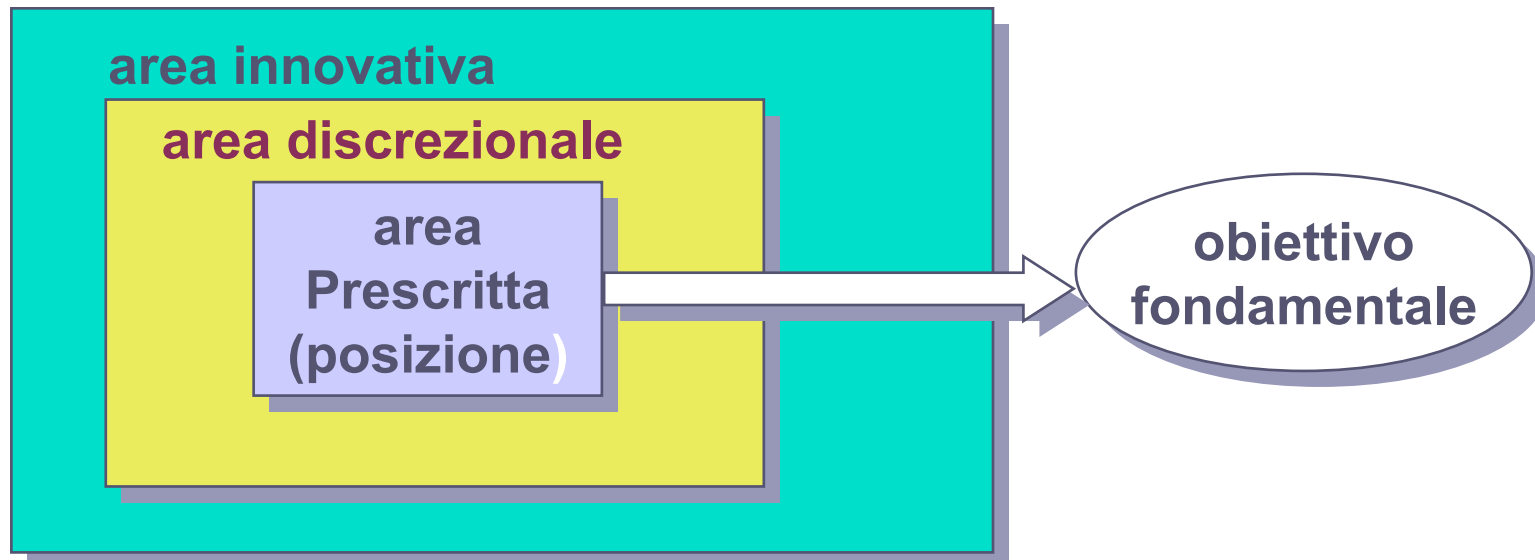 area innovativa
area discrezionale
area
Prescritta
(posizione)
obiettivo
fondamentale